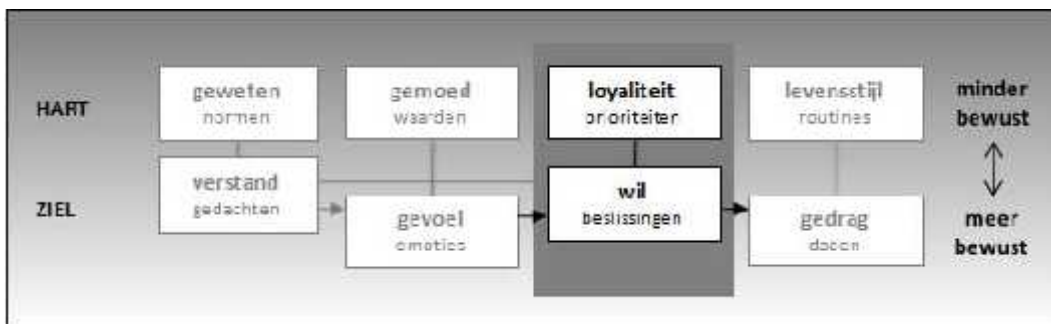 HART
geweten
normen
gemoed
waarden
loyaliteit
prioriteiten
levensstijl
routines
minder
bewust
ZIEL
verstand
gedachten
gevoel
emoties
wil
beslissingen
gedrag
doen
meer
bewust